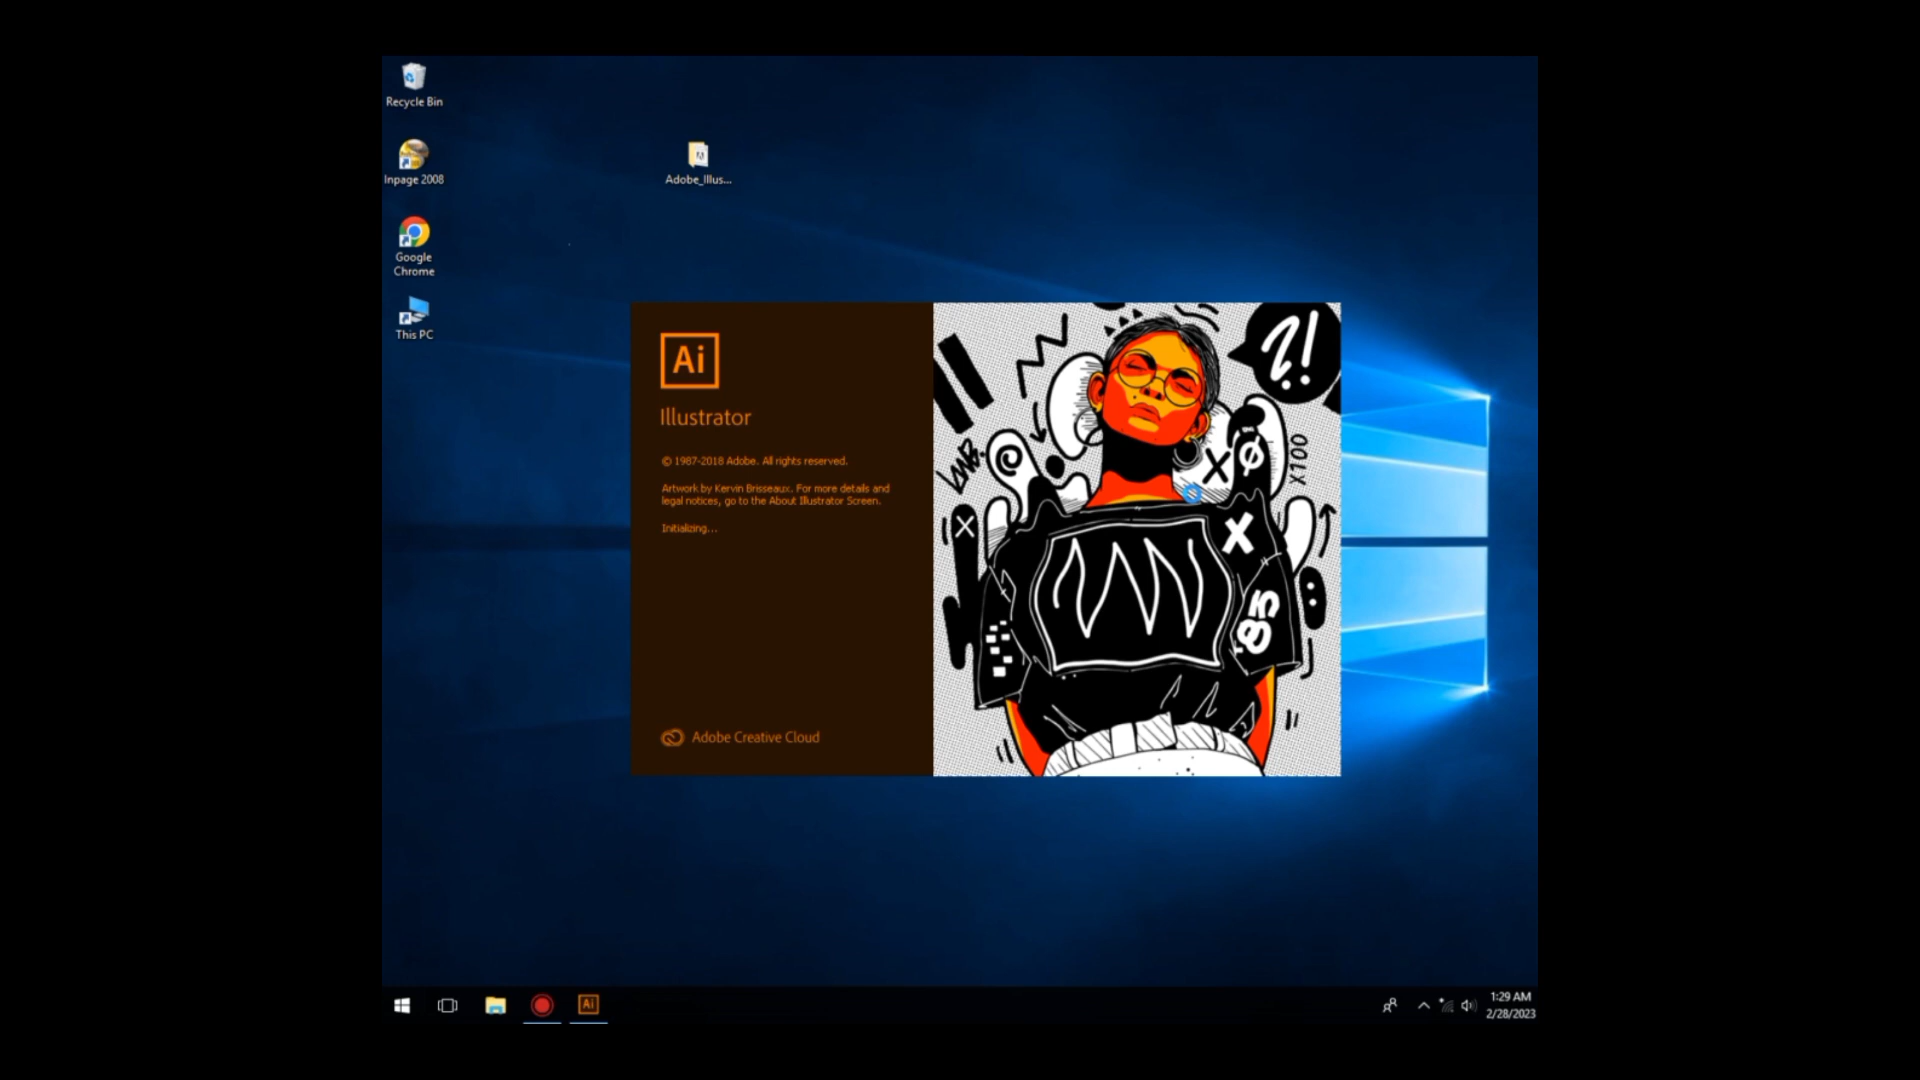 Recycle Bin
Inpage 2008
Google
Chrome
This PC
Adobe_Illus...
Ai
Illustrator
© 1987-2018 Adobe. All rights reserved.
Artwork by Kervin Brisseaux. For more details and
legal notices, go to the About Illustrator Screen.
Initializing...
Adobe Creative Cloud
?!
X100
X
X
X
'85
Ai
1:29 AM
2/28/2023